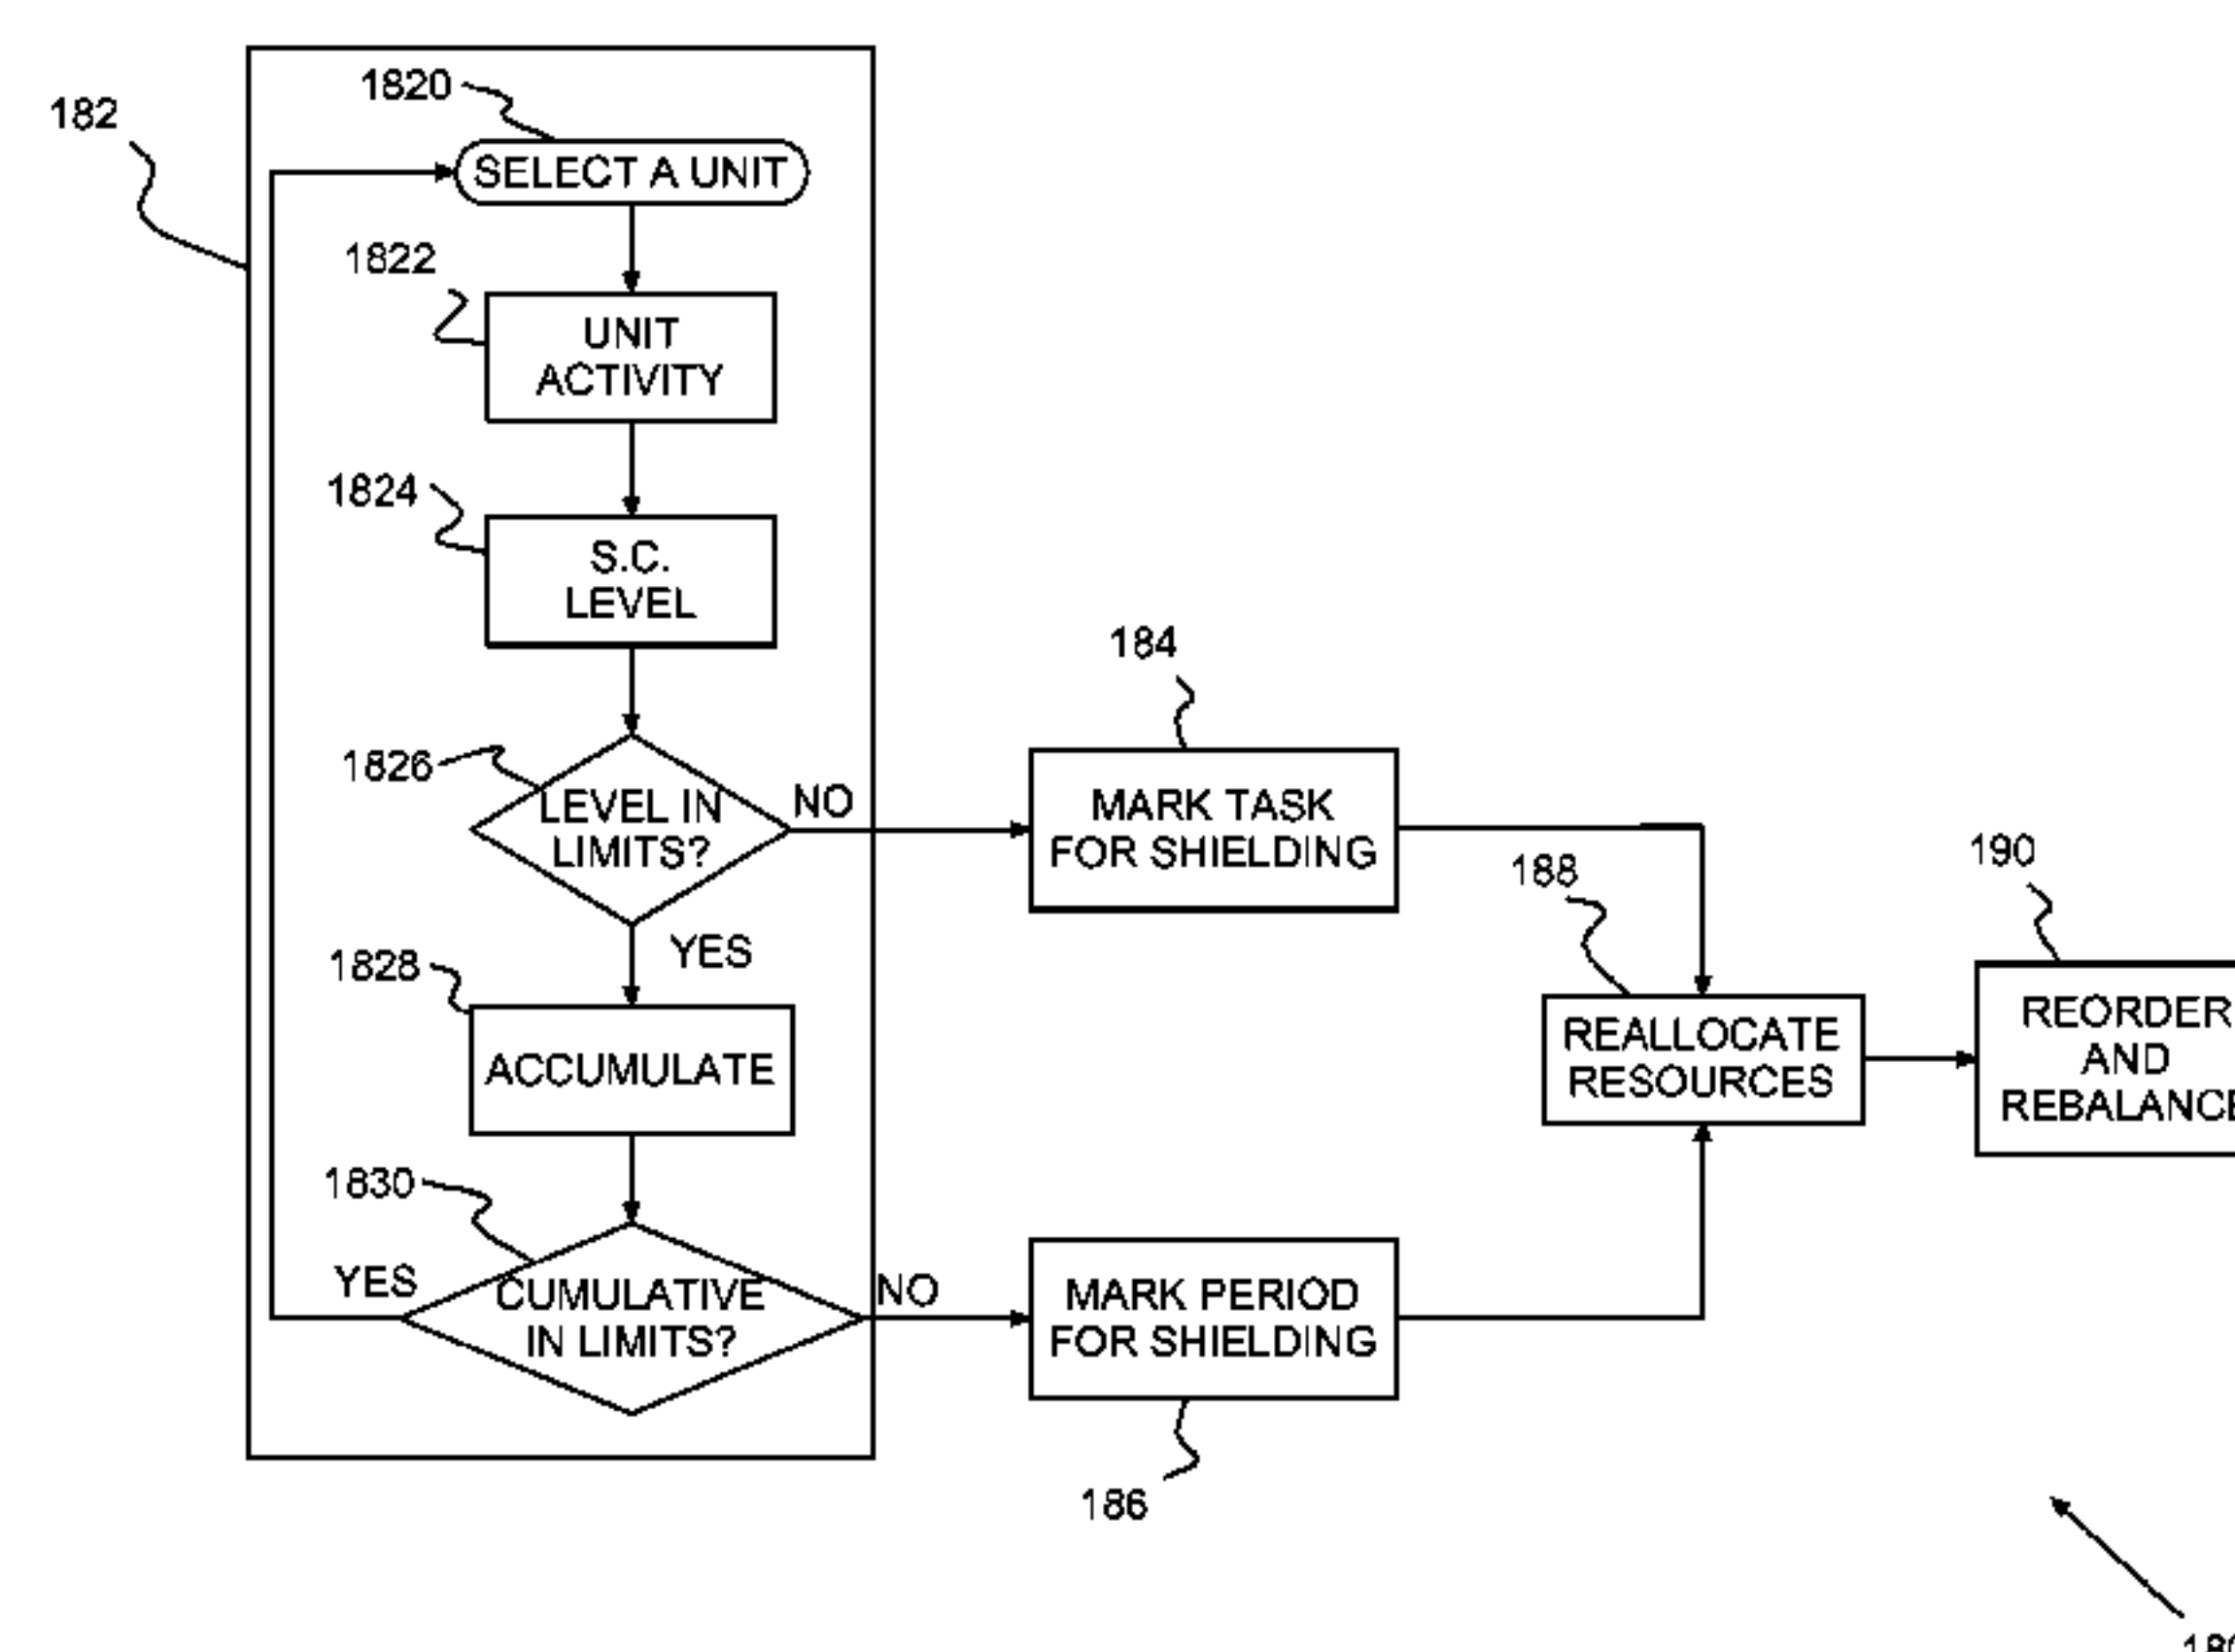 1820
182
SELECT A UNIT
1822
UNIT
ACTIVITY
1824
S.C.
LEVEL
184
1826
LEVEL IN
LIMITS?
NO
MARK TASK
FOR SHIELDING
188
190
YES
1828
ACCUMULATE
REALLOCATE
RESOURCES
REORDER
AND
REBALANCE
1830
YES
CUMULATIVE
IN LIMITS?
NO
MARK PERIOD
FOR SHIELDING
186